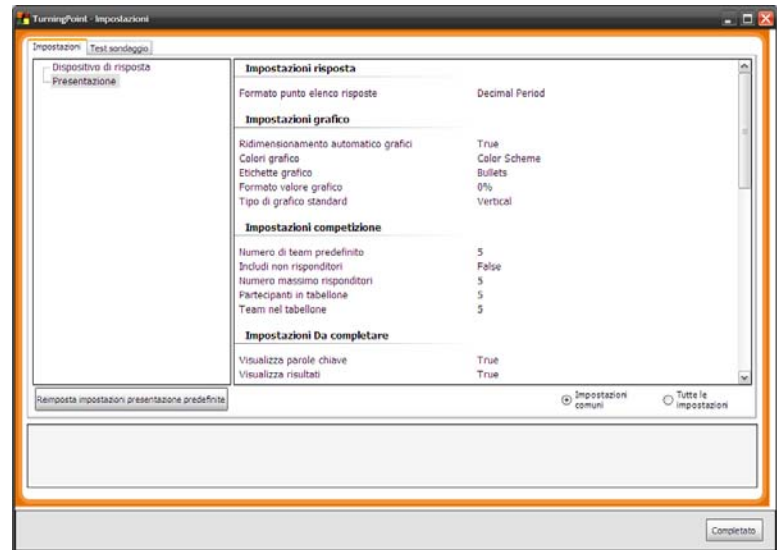 TurningPoint - Impostazioni
Impostazioni Test sondaggio
Dispositivo di risposta
Presentazione
Impostazioni risposta
Formato punto elenco risposte Decimal Period
Impostazioni grafico
Ridimensionamento automatico grafici True
Colori grafico Color Scheme
Etichette grafico Bullets
Formato valore grafico 0%
Tipo di grafico standard Vertical
Impostazioni competizione
Numero di team predefinito 5
Includi non risponditori False
Numero massimo risponditori 5
Partecipanti in tabellone 5
Team nel tabellone 5
Impostazioni Da completare
Visualizza parole chiave True
Visualizza risultati True
Reimposta impostazioni presentazione predefinite
Impostazioni comuni
Tutte le impostazioni
Completato